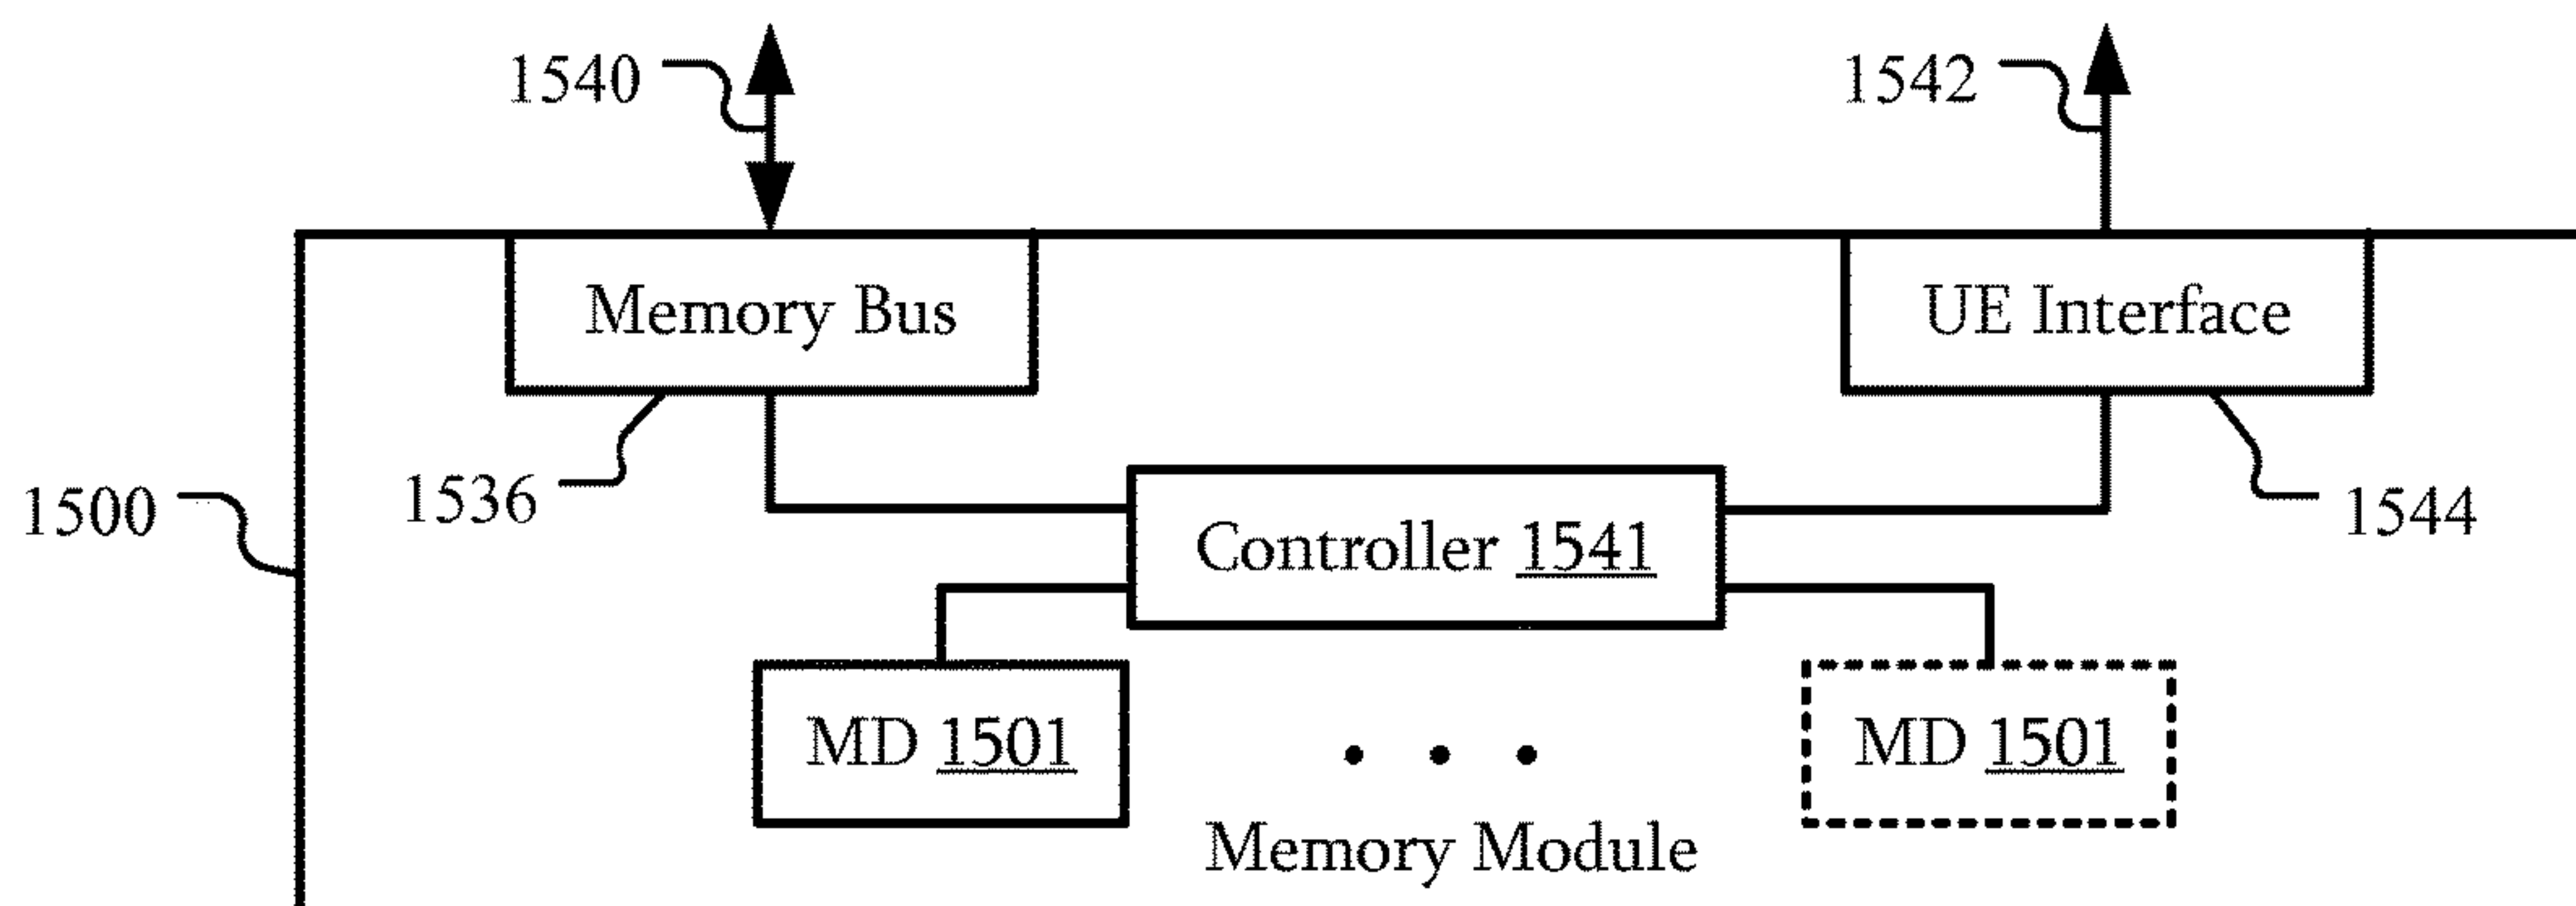 1540
1542
Memory Bus
UE Interface
1500
1536
Controller 1541
1544
MD 1501
MD 1501
Memory Module